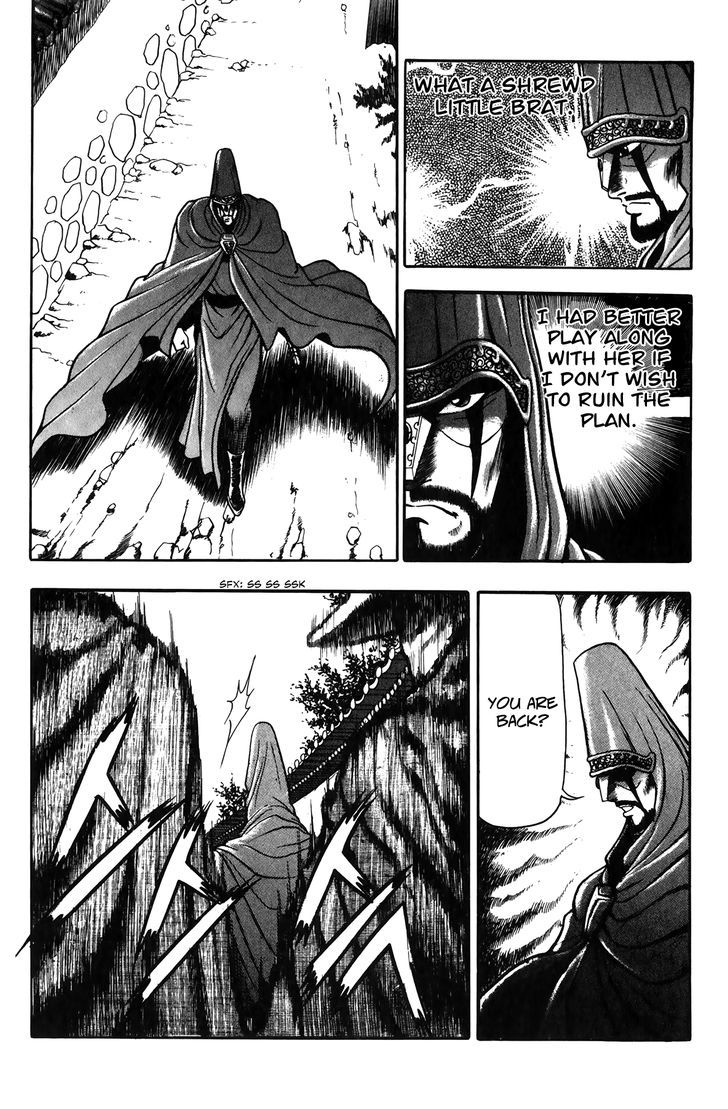 WHAT A SHREWD
LITTLE BRAT.
I HAD BETTER
PLAY ALONG
WITH HER IF
I DON'T WISH
TO RUIN THE
PLAN.
SFX: SS SS SSK
YOU ARE
BACK?